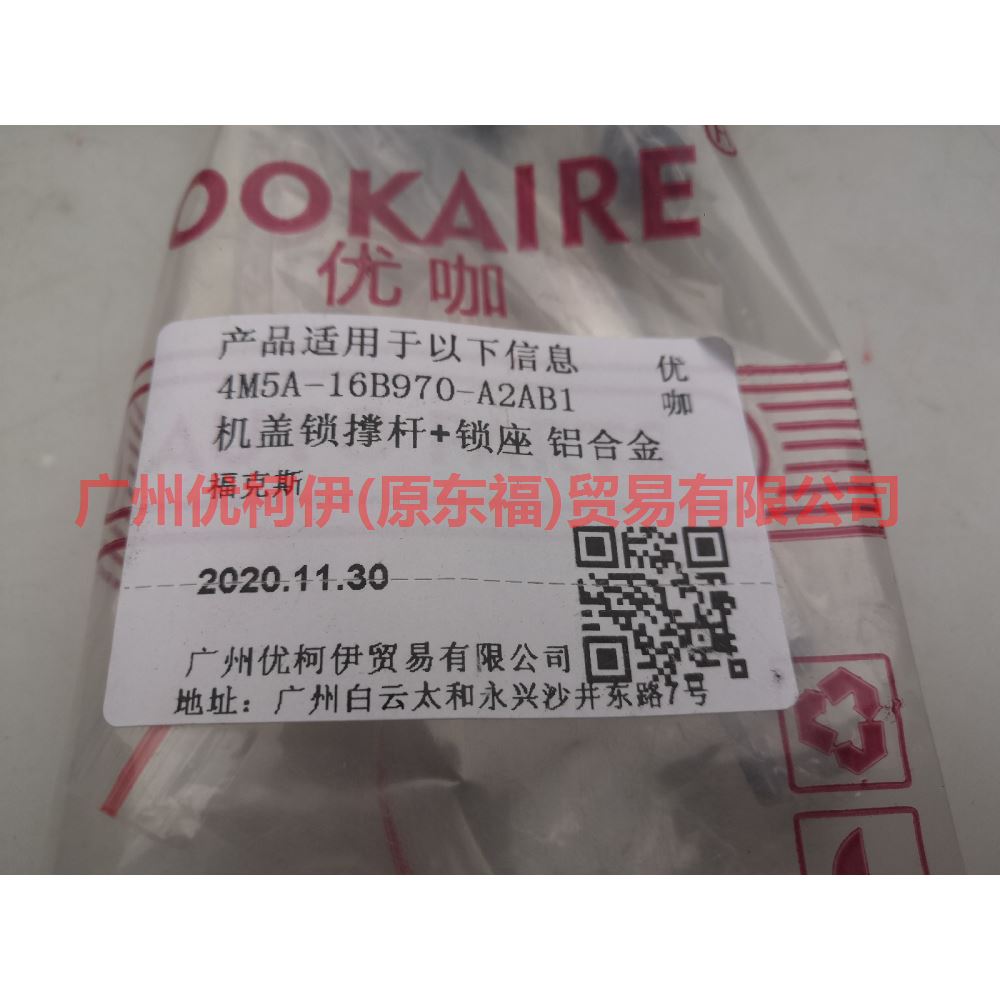 OOKAIRE
®
优咖
产品适用于以下信息
优咖
4M5A-16B970-A2AB1
机盖锁撑杆+锁座 铝合金
福克斯
广州优柯伊(原东福)贸易有限公司
2020.11.30
广州优柯伊贸易有限公司
地址：广州白云太和永兴沙井东路7号